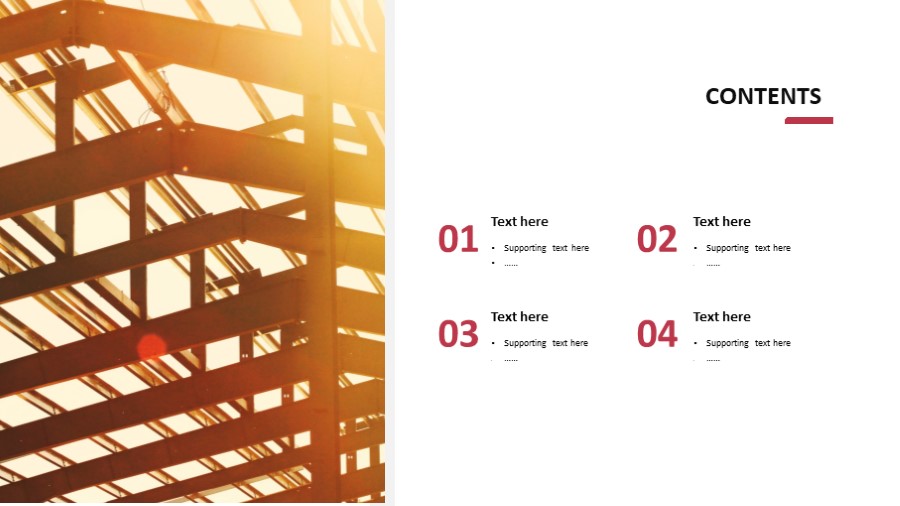 CONTENTS
01
Text here
• Supporting text here
• ......
02
Text here
• Supporting text here
• ......
03
Text here
• Supporting text here
• ......
04
Text here
• Supporting text here
• ......